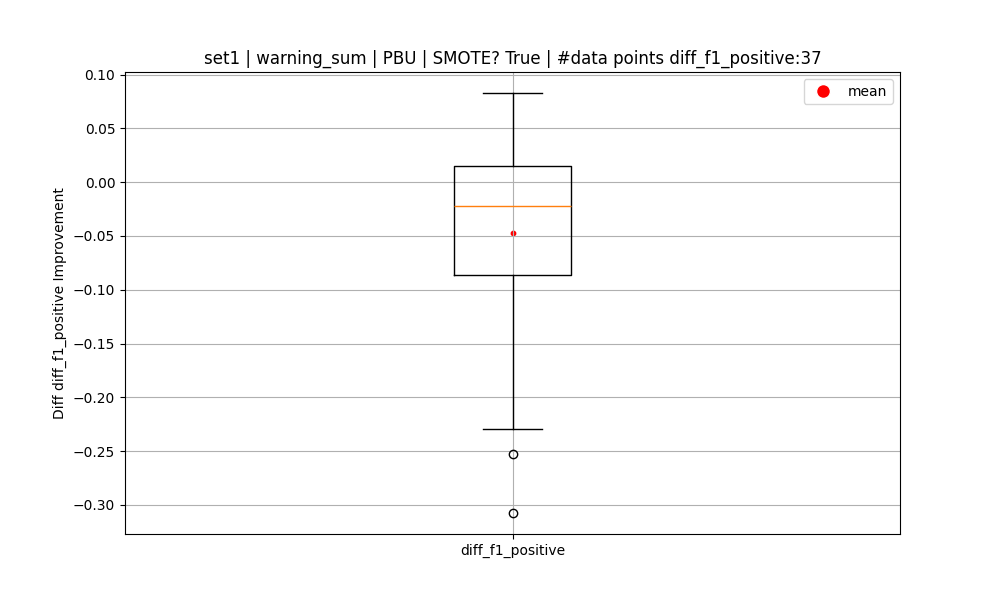 set1 | warning_sum | PBU | SMOTE? True | #data points diff_f1_positive:37
mean
Diff diff_f1_positive Improvement
0.10
0.05
0.00
−0.05
−0.10
−0.15
−0.20
−0.25
−0.30
diff_f1_positive